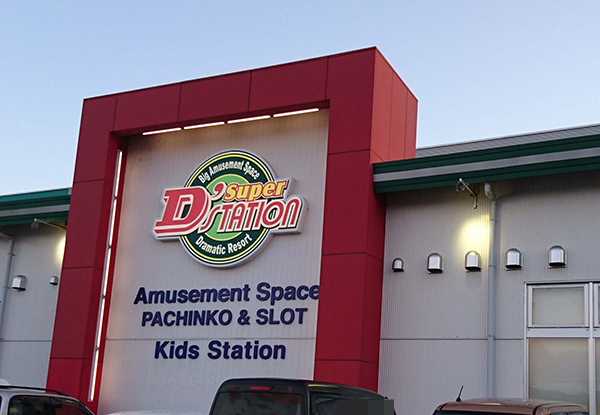 Big Amusement Space
Super
D'STATION
Dramatic Resort
Amusement Space
PACHINKO & SLOT
Kids Station